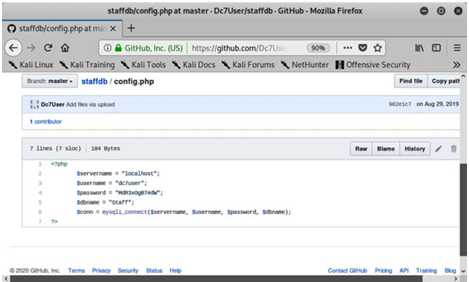 staffdb/config.php at master · Dc7User/staffdb · GitHub - Mozilla Firefox
staffdb/config.php at m
GitHub, Inc. (US) https://github.com/Dc7Use 90%
Kali Linux Kali Training Kali Tools Kali Docs Kali Forums NetHunter Offensive Security
Branch: master staffdb / config.php Find file Copy path
Dc7User Add files via upload on Aug 29, 2019
1 contributor
7 lines (7 sloc) 184 Bytes Raw Blame History
1 <?php
2 $servername = "localhost";
3 $username = "dc7user";
4 $password =
5 $dbname = "Staff";
6 $conn = mysqli_connect($servername, $username, $password, $dbname);
7 ?>
© 2020 GitHub, Inc. Terms Privacy Security Status Help Contact GitHub Pricing API Training Blog